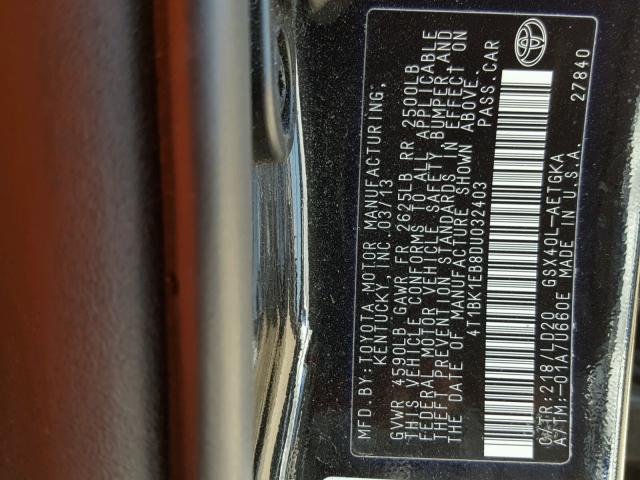 MFD.BY:TOYOTA MOTOR MANUFACTURING,
KENTUCKY, INC. 03/13
GVWR 4590LB GAWR FR 2625LB RR 2500LB
THIS VEHICLE CONFORMS TO ALL APPLICABLE
FEDERAL MOTOR VEHICLE SAFETY, BUMPER, AND
THEFT PREVENTION STANDARDS IN EFFECT ON
THE DATE OF MANUFACTURE SHOWN ABOVE.
4T1BK1EB8DU032403 PASS.CAR
C/TR:218/LD20 GSX40L-AETGKA
A/TM:-01A/U660E MADE IN U.S.A.
27840